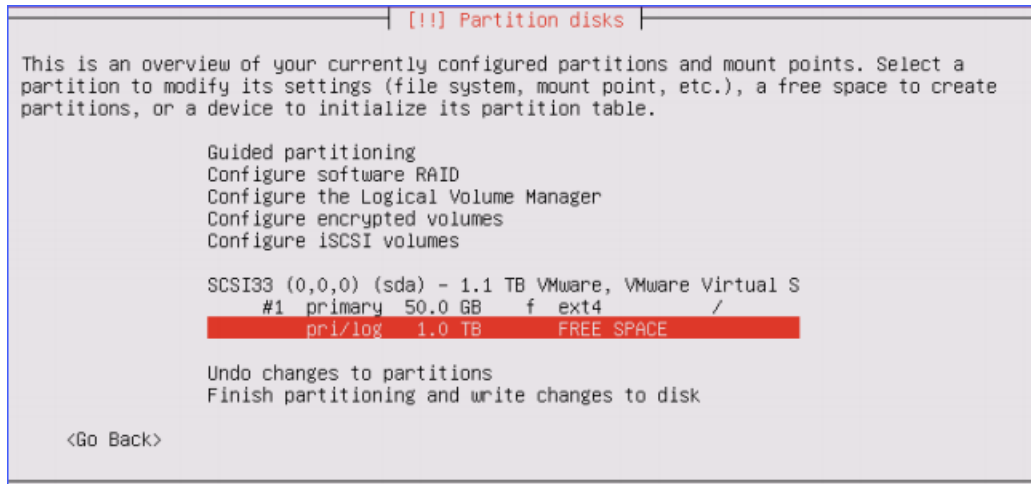 [!!] Partition disks
This is an overview of your currently configured partitions and mount points. Select a
partition to modify its settings (file system, mount point, etc.), a free space to create
partitions, or a device to initialize its partition table.
Guided partitioning
Configure software RAID
Configure the Logical Volume Manager
Configure encrypted volumes
Configure iSCSI volumes
SCSI33 (0,0,0) (sda) - 1.1 TB VMware, VMware Virtual S
#1 primary 50.0 GB f ext4 /
pri/log 1.0 TB FREE SPACE
Undo changes to partitions
Finish partitioning and write changes to disk
<Go Back>